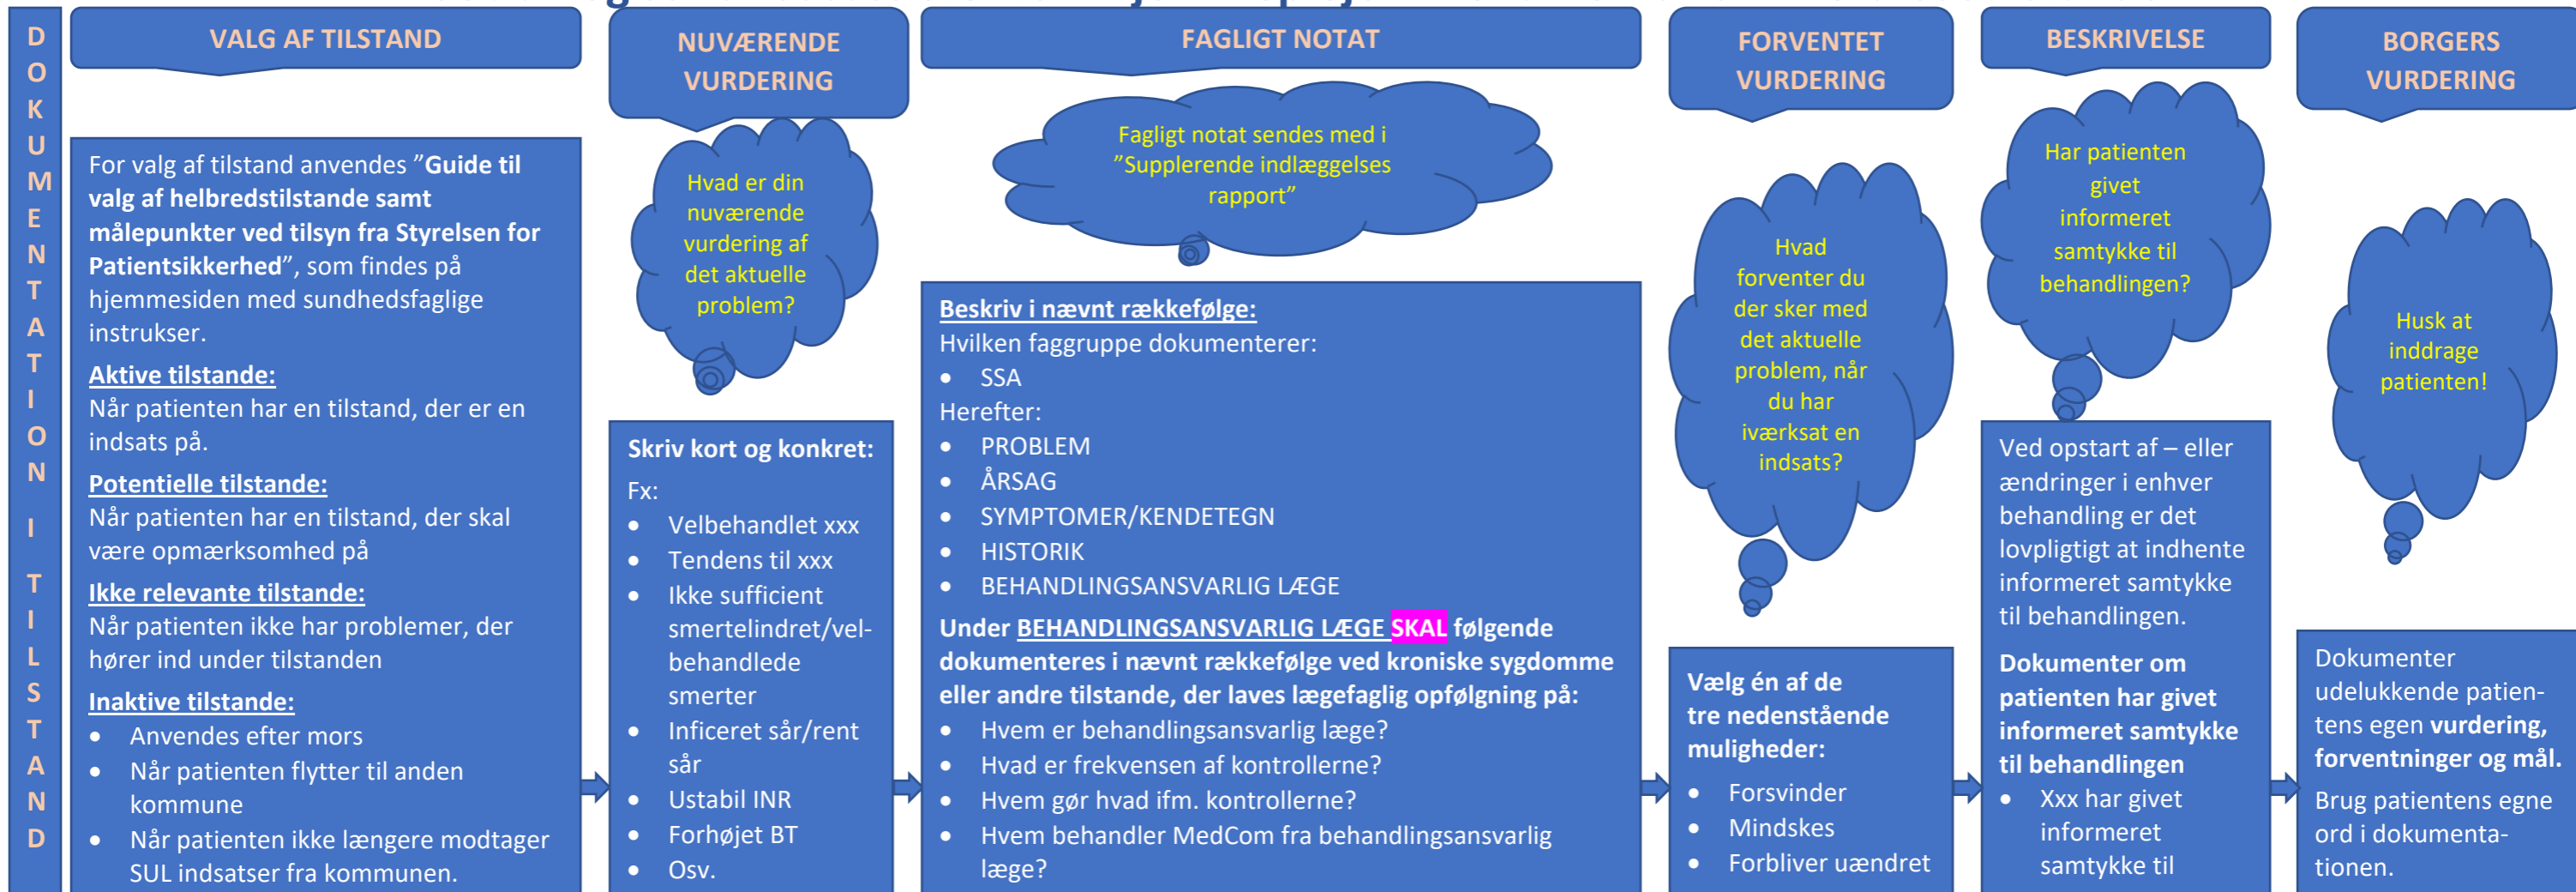 DOKUMENTATION I TILSTAND
VALG AF TILSTAND
For valg af tilstand anvendes ”Guide til
valg af helbredstilstande samt
målepunkter ved tilsyn fra Styrelsen for
Patientsikkerhed”, som findes på
hjemmesiden med sundhedsfaglige
instrukser.
Aktive tilstande:
Når patienten har en tilstand, der er en
indsats på.
Potentielle tilstande:
Når patienten har en tilstand, der skal
være opmærksomhed på
Ikke relevante tilstande:
Når patienten ikke har problemer, der
hører ind under tilstanden
Inaktive tilstande:
• Anvendes efter mors
• Når patienten flytter til anden
kommune
• Når patienten ikke længere modtager
SUL indsatser fra kommunen.
NUVÆRENDE
VURDERING
Hvad er din
nuværende
vurdering af
det aktuelle
problem?
Skriv kort og konkret:
Fx:
• Velbehandlet xxx
• Tendens til xxx
• Ikke sufficient
smertelindret/vel-
behandlede
smerter
• Inficeret sår/rent
sår
• Ustabil INR
• Forhøjet BT
• Osv.
FAGLIGT NOTAT
Fagligt notat sendes med i
”Supplerende indlæggelses
rapport”
Beskriv i nævnt rækkefølge:
Hvilken faggruppe dokumenterer:
• SSA
Herefter:
• PROBLEM
• ÅRSAG
• SYMPTOMER/KENDETEGN
• HISTORIK
• BEHANDLINGSANSVARLIG LÆGE
Under BEHANDLINGSANSVARLIG LÆGE SKAL følgende
dokumenteres i nævnt rækkefølge ved kroniske sygdomme
eller andre tilstande, der laves lægefaglig opfølgning på:
• Hvem er behandlingsansvarlig læge?
• Hvad er frekvensen af kontrollerne?
• Hvem gør hvad ifm. kontrollerne?
• Hvem behandler MedCom fra behandlingsansvarlig
læge?
FORVENTET
VURDERING
Hvad
forventer du
der sker med
det aktuelle
problem, når
du har
iværksat en
indsats?
Vælg én af de
tre nedenstående
muligheder:
• Forsvinder
• Mindskes
• Forbliver uændret
BESKRIVELSE
Har patienten
givet
informeret
samtykke til
behandlingen?
Ved opstart af – eller
ændringer i enhver
behandling er det
lovpligtigt at indhente
informeret samtykke
til behandlingen.
Dokumenter om
patienten har givet
informeret samtykke
til behandlingen
• Xxx har givet
informeret
samtykke til
BORGERS
VURDERING
Husk at
inddrage
patienten!
Dokumenter
udelukkende patien-
tens egen vurdering,
forventninger og mål.
Brug patientens egne
ord i dokumenta-
tionen.